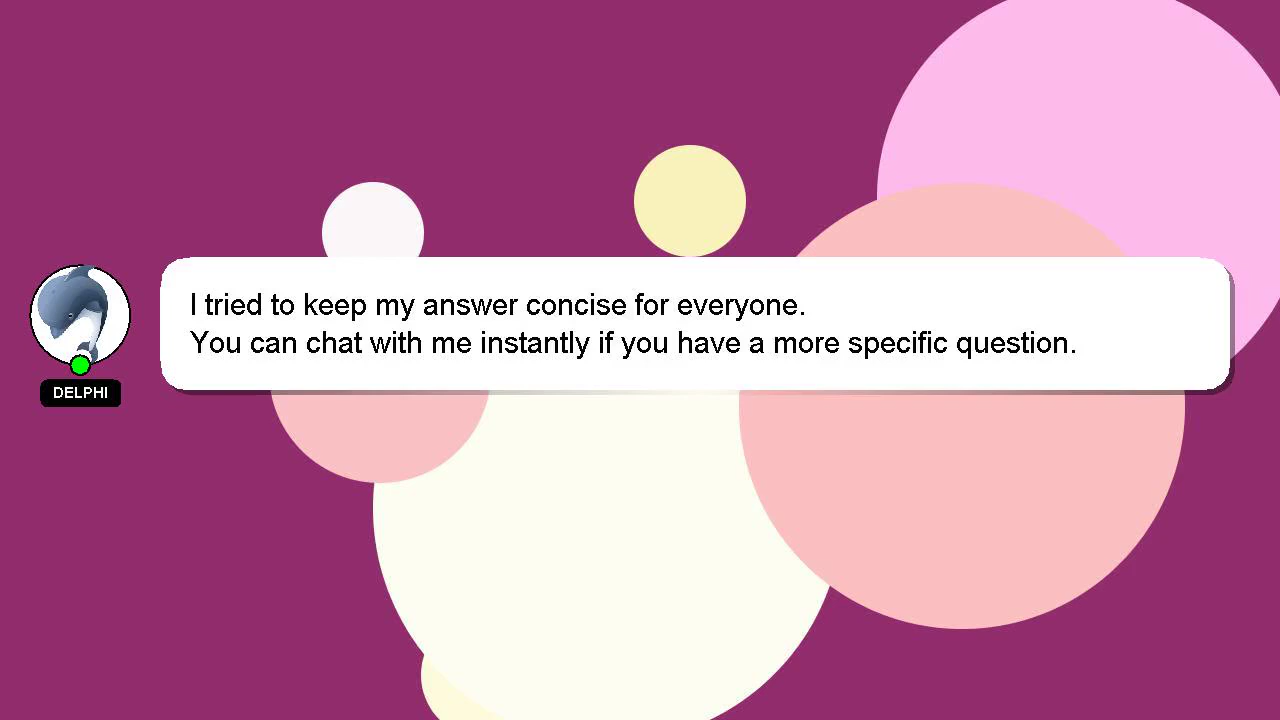 I tried to keep my answer concise for everyone.
You can chat with me instantly if you have a more specific question.
DELPHI